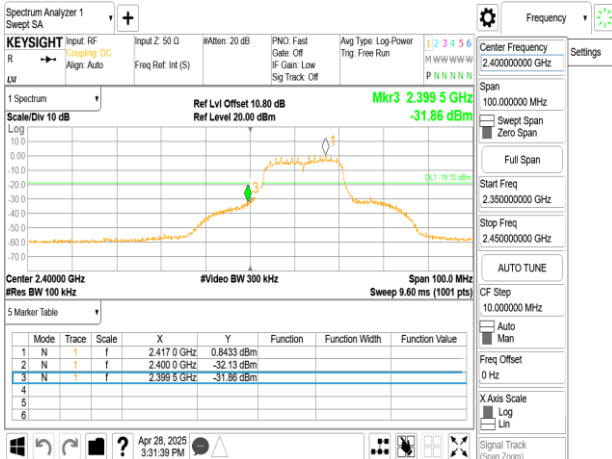 Spectrum Analyzer 1
Swept SA
+
Frequency
Settings
KEYSIGHT
R
LXI
Input: RF
Coupling: DC
Align: Auto
Input Z: 50 Ω
Freq Ref: Int (S)
#Atten: 20 dB
PNO: Fast
Gate: Off
IF Gain: Low
Sig Track: Off
Avg Type: Log-Power
Trig: Free Run
1 2 3 4 5 6
M W W W W W
P N N N N N
1 Spectrum
Scale/Div 10 dB
Ref Lvl Offset 10.80 dB
Ref Level 20.00 dBm
Mkr3 2.399 5 GHz
-31.86 dBm
Log
10.0
0.00
-10.0
-20.0
-30.0
-40.0
-50.0
-60.0
-70.0
1
3
DL1 -19.10 dBm
Center 2.40000 GHz
#Res BW 100 kHz
#Video BW 300 kHz
Span 100.0 MHz
Sweep 9.60 ms (1001 pts)
5 Marker Table
Mode Trace Scale X Y Function Function Width Function Value
1 N 1 f 2.417 0 GHz 0.8433 dBm
2 N 1 f 2.400 0 GHz -32.13 dBm
3 N 1 f 2.399 5 GHz -31.86 dBm
4
5
6
Center Frequency
2.400000000 GHz
Span
100.000000 MHz
Swept Span
Zero Span
Full Span
Start Freq
2.350000000 GHz
Stop Freq
2.450000000 GHz
AUTO TUNE
CF Step
10.000000 MHz
Auto
Man
Freq Offset
0 Hz
X Axis Scale
Log
Lin
Signal Track
(Span Zoom)
?
Apr 28, 2025
3:31:39 PM